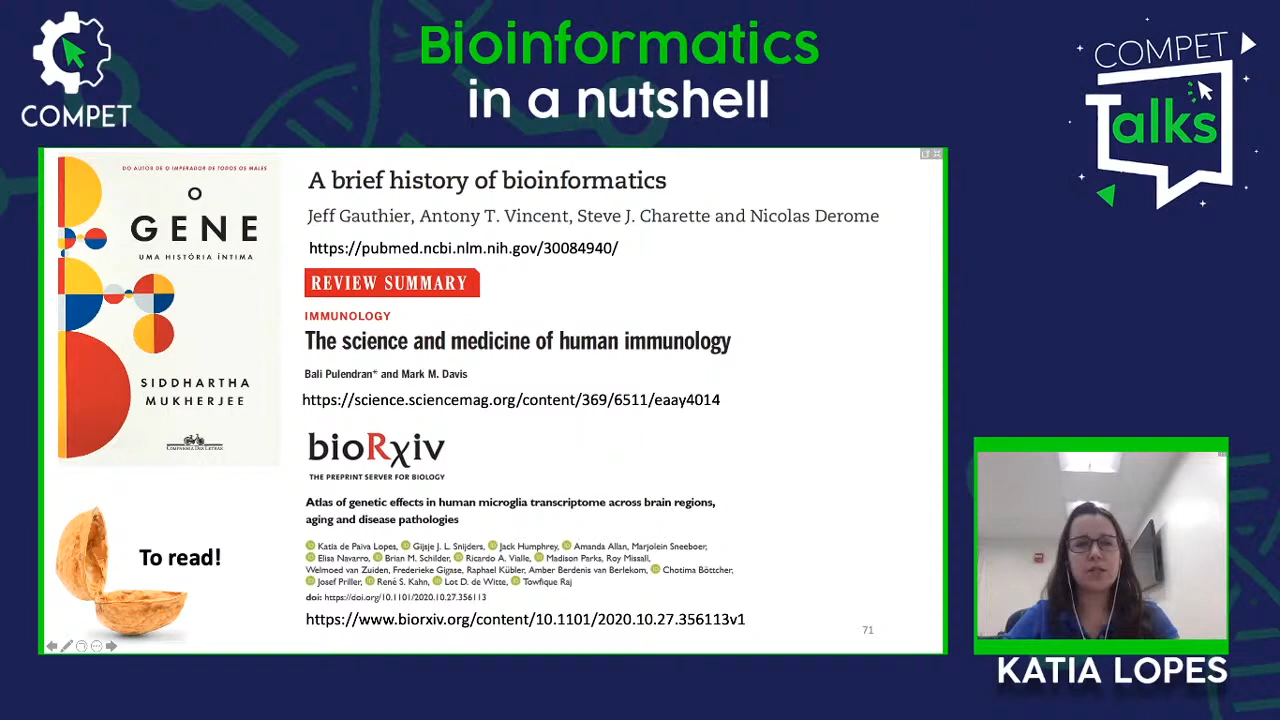 Bioinformatics
in a nutshell
COMPET
COMPET
Talks
DO AUTOR DE O IMPERADOR DE TODOS OS MALES
O
GENE
UMA HISTÓRIA ÍNTIMA
SIDDHARTHA
MUKHERJEE
COMPANHIA DAS LETRAS
To read!
A brief history of bioinformatics
Jeff Gauthier, Antony T. Vincent, Steve J. Charette and Nicolas Derome
https://pubmed.ncbi.nlm.nih.gov/30084940/
REVIEW SUMMARY
IMMUNOLOGY
The science and medicine of human immunology
Bali Pulendran* and Mark M. Davis
https://science.sciencemag.org/content/369/6511/eaay4014
bioRxiv
THE PREPRINT SERVER FOR BIOLOGY
Atlas of genetic effects in human microglia transcriptome across brain regions,
aging and disease pathologies
Katia de Paiva Lopes, Gijsje J. L. Snijders, Jack Humphrey, Amanda Allan, Marjolein Sneeboer,
Elisa Navarro, Brian M. Schilder, Ricardo A. Vialle, Madison Parks, Roy Missall,
Welmoed van Zuiden, Frederieke Gigase, Raphael Kübler, Amber Berdenis van Berlekom, Chotima Böttcher,
Josef Priller, René S. Kahn, Lot D. de Witte, Towfique Raj
doi: https://doi.org/10.1101/2020.10.27.356113
https://www.biorxiv.org/content/10.1101/2020.10.27.356113v1
71
KATIA LOPES